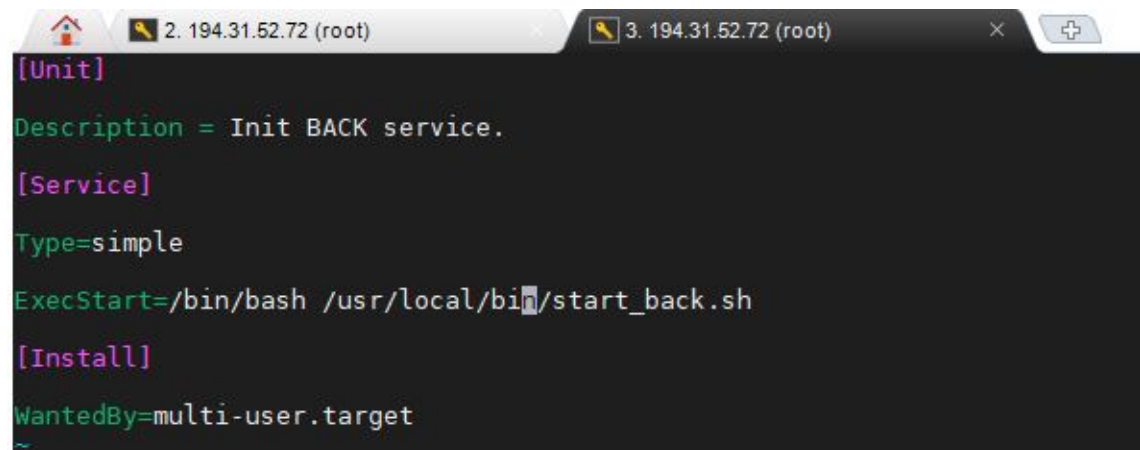 2. 194.31.52.72 (root) 3. 194.31.52.72 (root)
[Unit]
Description = Init BACK service.
[Service]
Type=simple
ExecStart=/bin/bash /usr/local/bin/start_back.sh
[Install]
WantedBy=multi-user.target
~